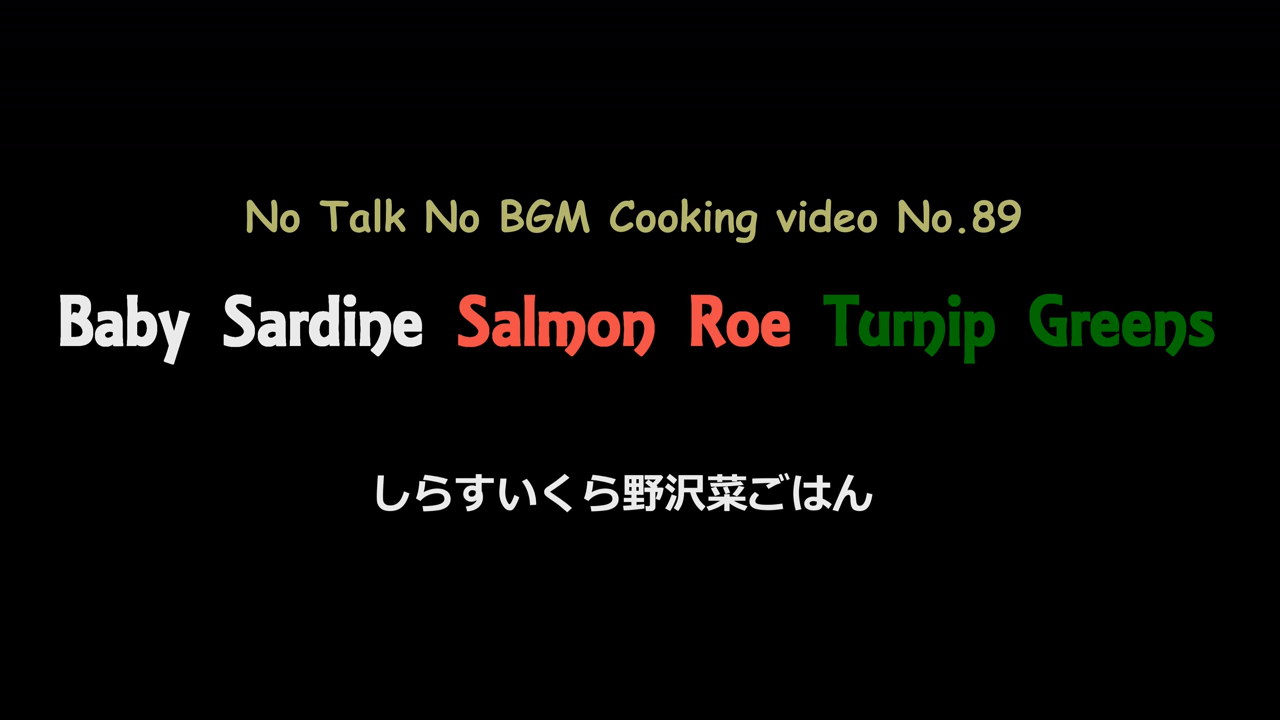 No Talk No BGM Cooking video No.89
Baby Sardine Salmon Roe Turnip Greens
しらすいくら野沢菜ごはん